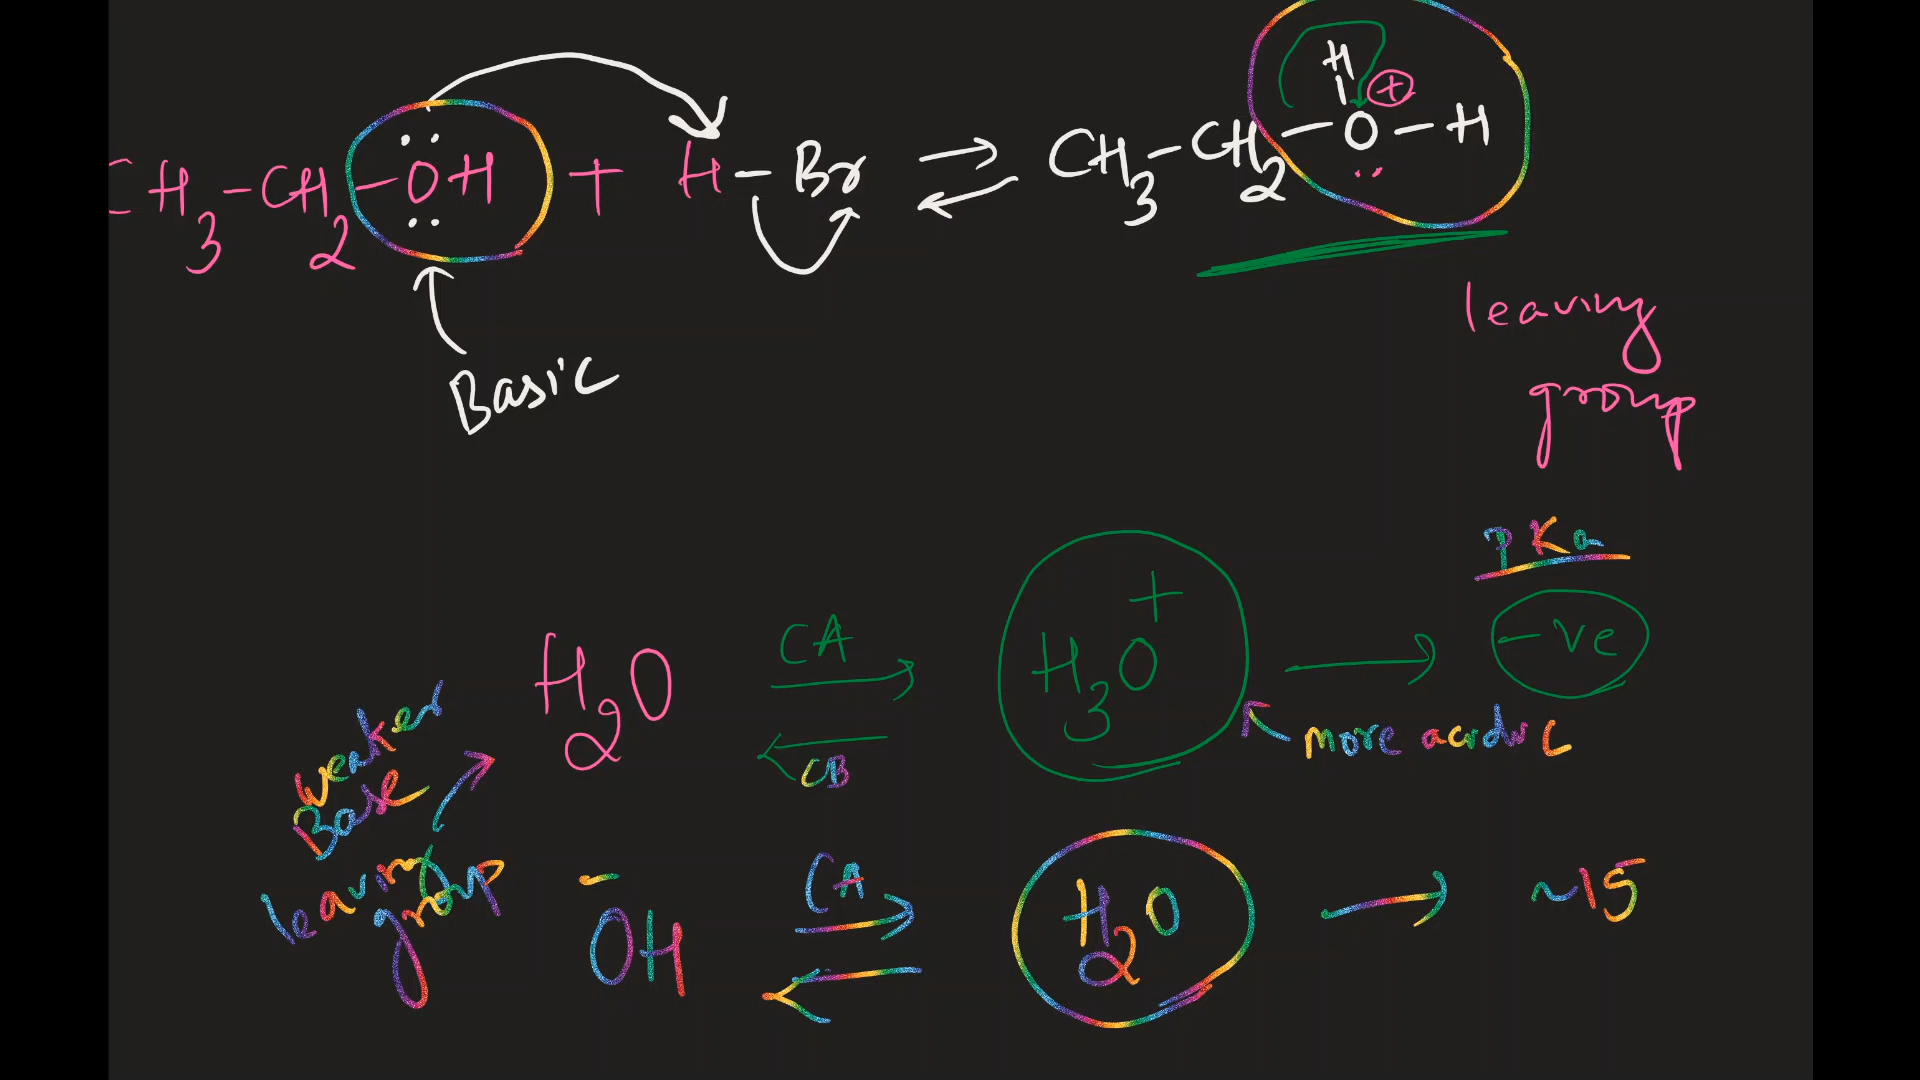 CH3-CH2-ÖH + H-Br ⇌ CH3-CH2-O-H
H
⊕
Basic
leaving
group
PKa
H2O CA H3O+ → -ve
CB
more acidic
weaker
Base
leaving
group
-OH CA H2O → ~15